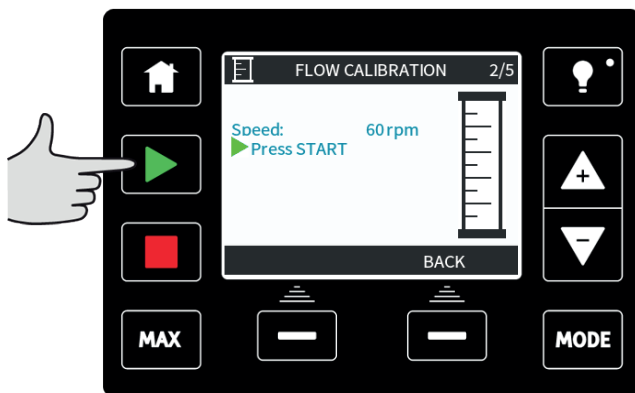 FLOW CALIBRATION 2/5
Speed: 60 rpm
Press START
BACK
MAX
MODE